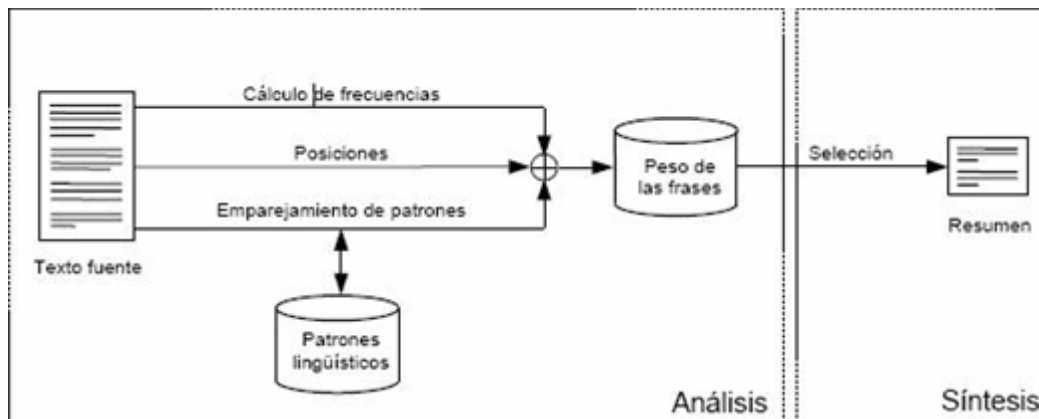 Cálculo de frecuencias
Posiciones
Emparejamiento de patrones
Texto fuente
Patrones
lingüísticos
Peso de
las frases
Selección
Resumen
Análisis
Síntesis